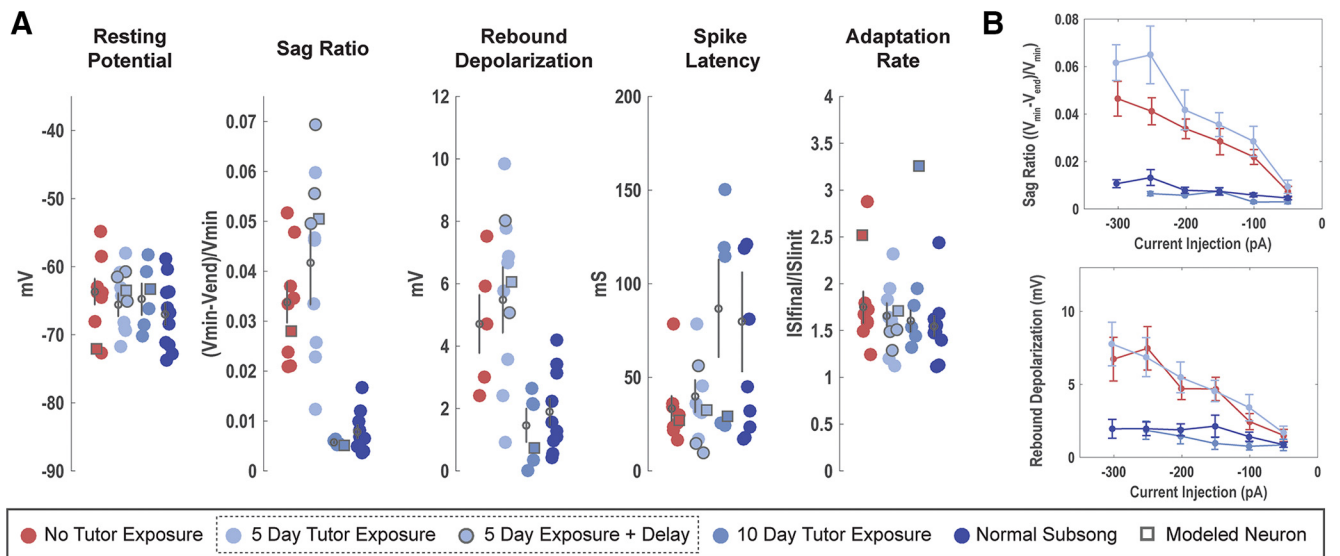 A
Resting
Potential
Sag Ratio
Rebound
Depolarization
Spike
Latency
Adaptation
Rate
mV
-40
-50
-60
-70
-80
-90
(Vmin-Vend)/Vmin
0.07
0.06
0.05
0.04
0.03
0.02
0.01
0
mV
12
10
8
6
4
2
0
mS
200
150
100
50
0
ISIfinal/ISIinit
4
3.5
3
2.5
2
1.5
1
0.5
0
B
Sag Ratio ((Vmin-Vend)/Vmin)
0.08
0.06
0.04
0.02
0
-300
-200
-100
0
Current Injection (pA)
Rebound Depolarization (mV)
10
5
0
-300
-200
-100
-0
Current Injection (pA)
No Tutor Exposure
5 Day Tutor Exposure
5 Day Exposure + Delay
10 Day Tutor Exposure
Normal Subsong
Modeled Neuron